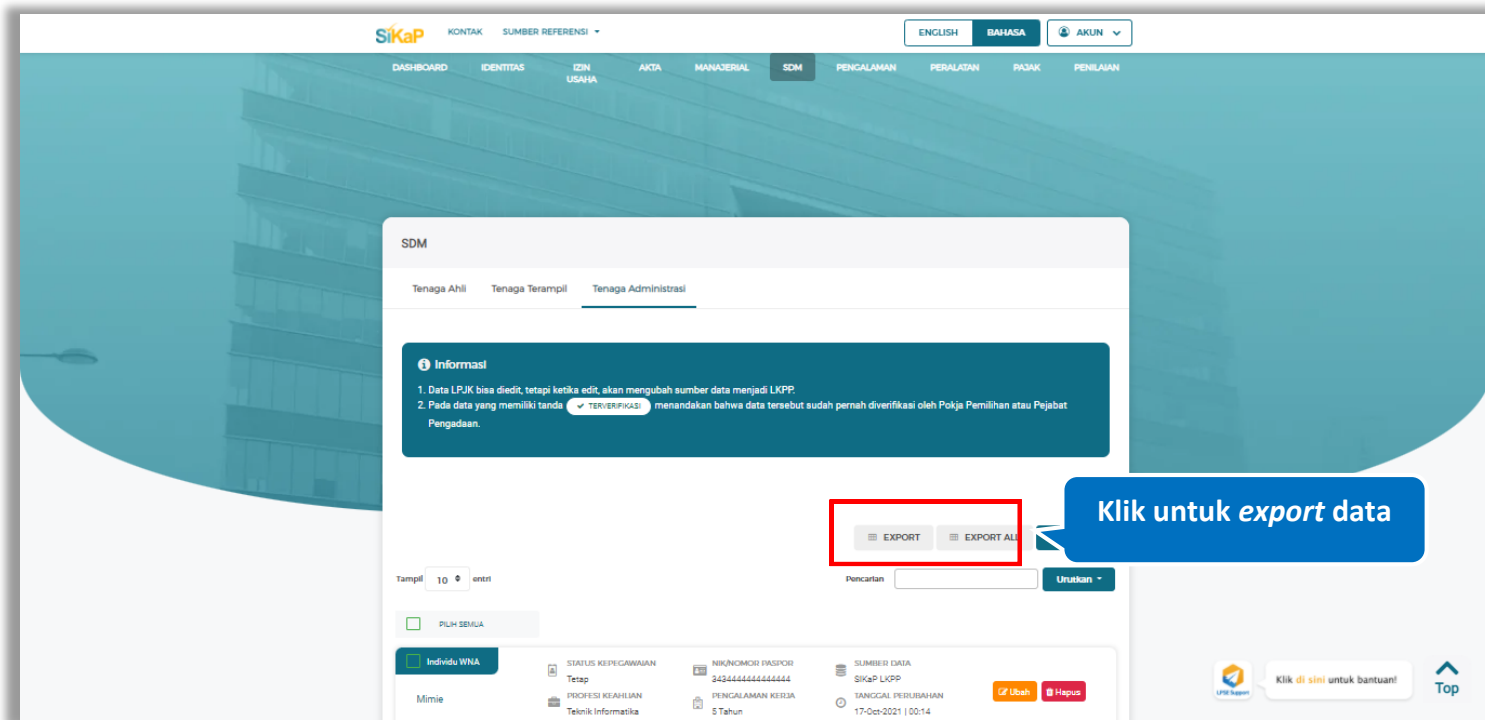 SiKaP KONTAK SUMBER REFERENSI ENGLISH BAHASA AKUN
DASHBOARD IDENTITAS IZIN USAHA AKTA MANAJERIAL SDM PENGALAMAN PERALATAN PAJAK PENILAIAN
SDM
Tenaga Ahli Tenaga Terampil Tenaga Administrasi
Informasi
1. Data LPJK bisa diedit, tetapi ketika edit, akan mengubah sumber data menjadi LKPP.
2. Pada data yang memiliki tanda TERVERIFIKASI menandakan bahwa data tersebut sudah pernah diverifikasi oleh Pokja Pemilihan atau Pejabat
Pengadaan.
Klik untuk export data
EXPORT EXPORT ALL
Tampil 10 entri Pencarian Urutkan
PILIH SEMUA
Individu WNA STATUS KEPEGAWAIAN NIK/NOMOR PASPOR SUMBER DATA
Tetap 3434444444444444 SIKaP LKPP
Mimie PROFESI KEAHLIAN PENGALAMAN KERJA TANGGAL PERUBAHAN Ubah Hapus
Teknik Informatika 5 Tahun 17-Oct-2021 | 00:14
LPSE Support Klik di sini untuk bantuan! Top